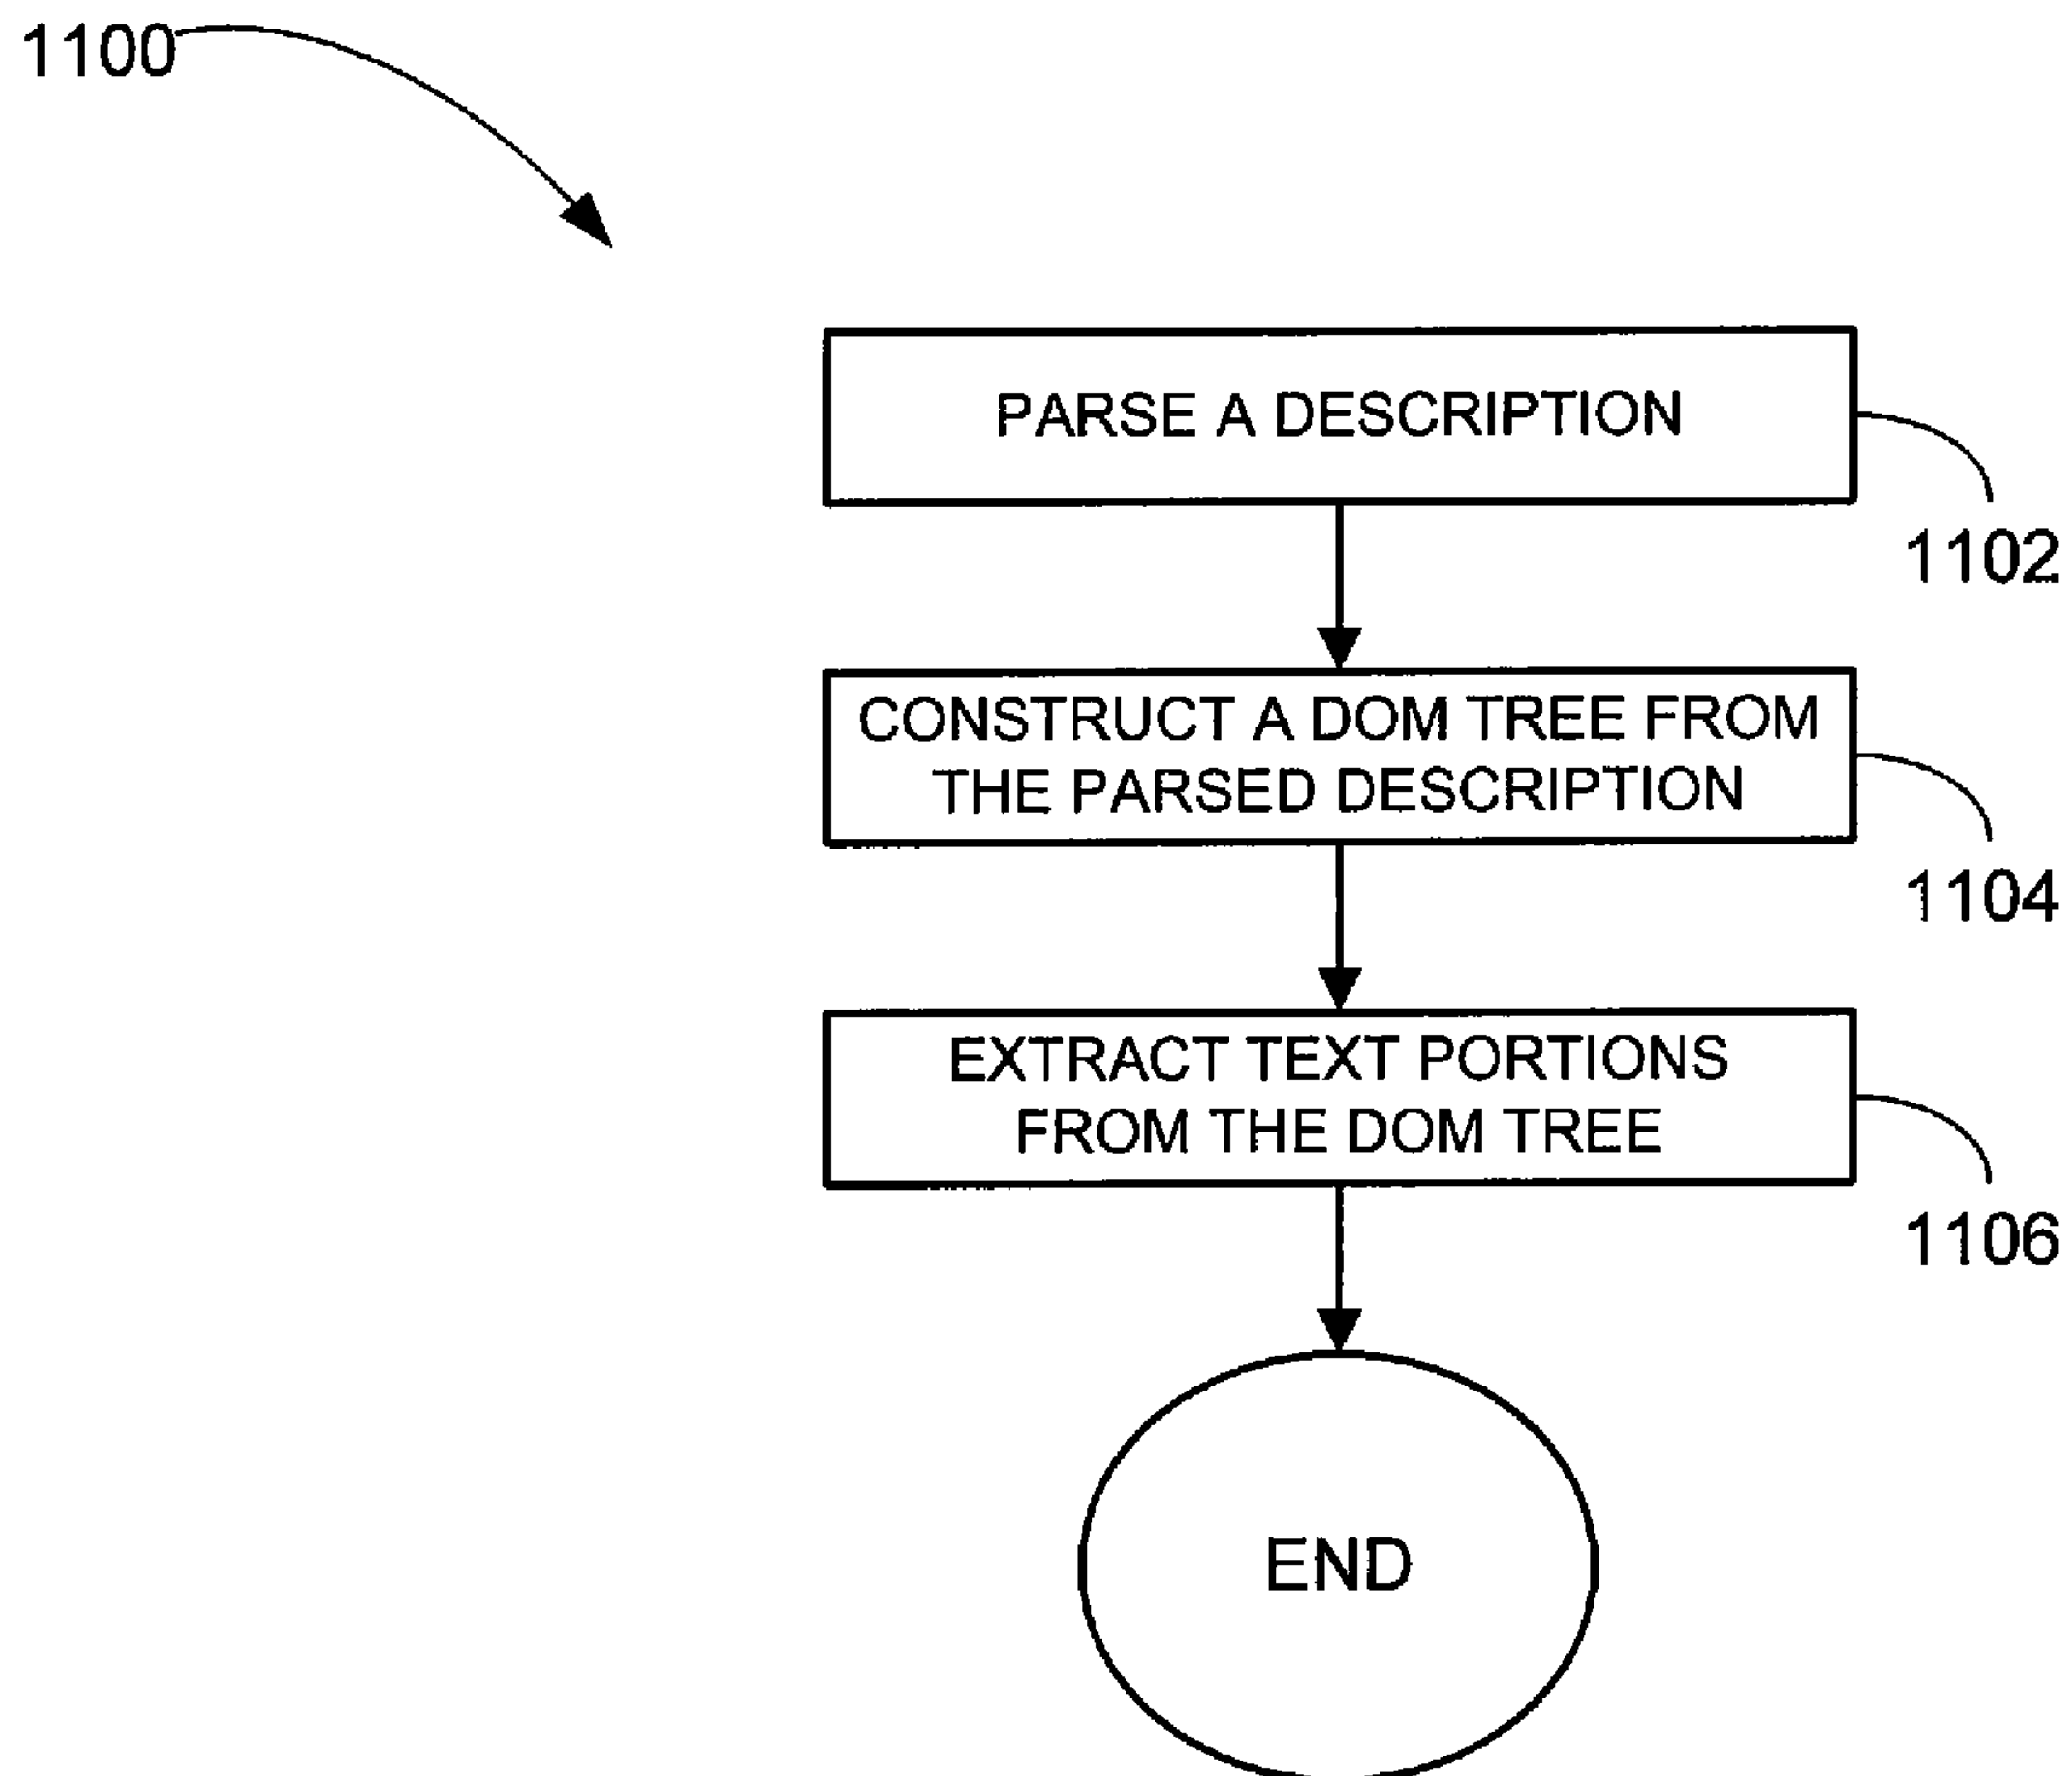 1100
PARSE A DESCRIPTION
1102
CONSTRUCT A DOM TREE FROM
THE PARSED DESCRIPTION
1104
EXTRACT TEXT PORTIONS
FROM THE DOM TREE
1106
END